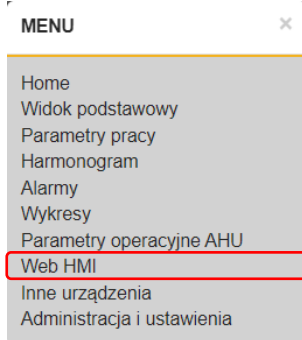 MENU ×
Home
Widok podstawowy
Parametry pracy
Harmonogram
Alarmy
Wykresy
Parametry operacyjne AHU
Web HMI
Inne urządzenia
Administracja i ustawienia